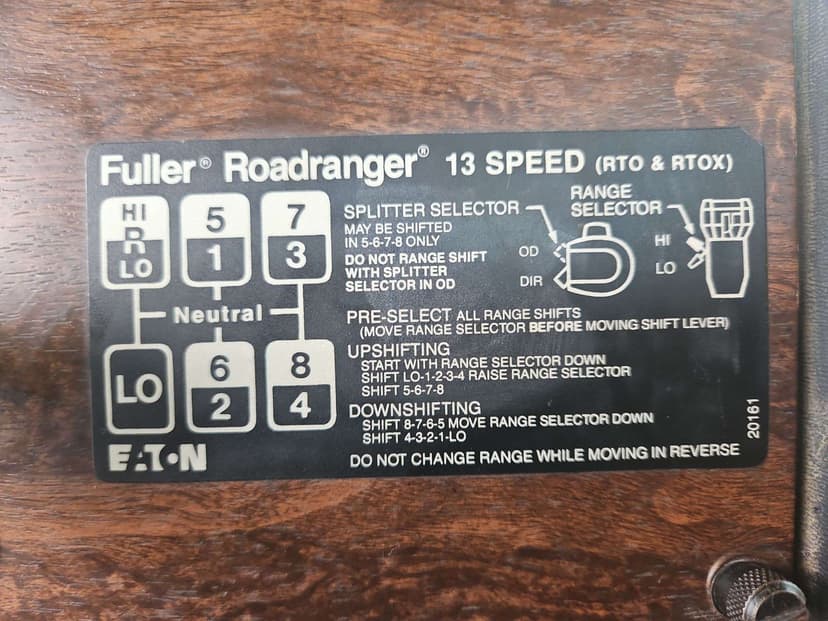 Fuller® Roadranger® 13 SPEED (RTO & RTOX)
HI
R
LO
5
1
7
3
Neutral
LO
6
2
8
4
SPLITTER SELECTOR
MAY BE SHIFTED
IN 5-6-7-8 ONLY
DO NOT RANGE SHIFT
WITH SPLITTER
SELECTOR IN OD
OD
DIR
RANGE
SELECTOR
HI
LO
PRE-SELECT ALL RANGE SHIFTS
(MOVE RANGE SELECTOR BEFORE MOVING SHIFT LEVER)
UPSHIFTING
START WITH RANGE SELECTOR DOWN
SHIFT LO-1-2-3-4 RAISE RANGE SELECTOR
SHIFT 5-6-7-8
DOWNSHIFTING
SHIFT 8-7-6-5 MOVE RANGE SELECTOR DOWN
SHIFT 4-3-2-1-LO
DO NOT CHANGE RANGE WHILE MOVING IN REVERSE
EATON
20161